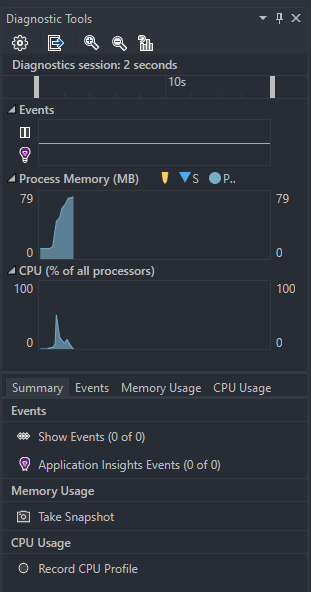 Diagnostic Tools
Diagnostics session: 2 seconds
10s
Events
Process Memory (MB) S P..
79 79
0 0
CPU (% of all processors)
100 100
0 0
Summary Events Memory Usage CPU Usage
Events
Show Events (0 of 0)
Application Insights Events (0 of 0)
Memory Usage
Take Snapshot
CPU Usage
Record CPU Profile